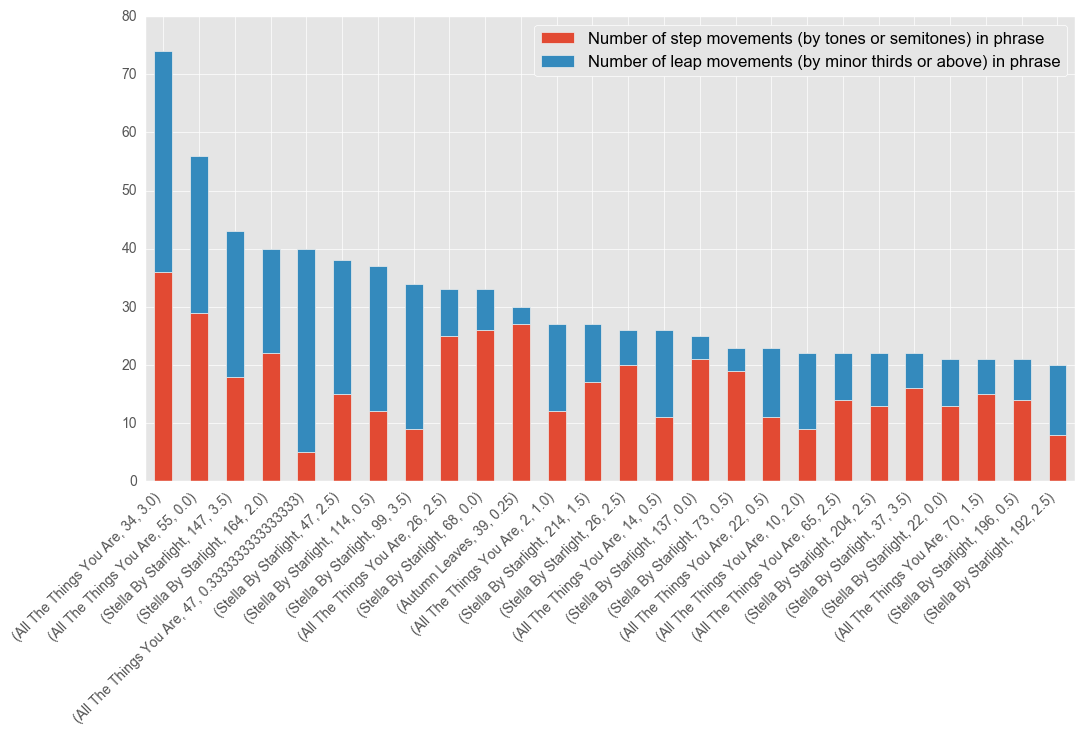 80
70
60
50
40
30
20
10
0
Number of step movements (by tones or semitones) in phrase
Number of leap movements (by minor thirds or above) in phrase
(All The Things You Are, 34, 3.0)
(All The Things You Are, 55, 0.0)
(Stella By Starlight, 147, 3.5)
(Stella By Starlight, 164, 2.0)
(All The Things You Are, 47, 0.3333333333333333)
(Stella By Starlight, 47, 2.5)
(Stella By Starlight, 114, 0.5)
(Stella By Starlight, 99, 3.5)
(All The Things You Are, 26, 2.5)
(Stella By Starlight, 68, 0.0)
(Autumn Leaves, 39, 0.25)
(All The Things You Are, 2, 1.0)
(Stella By Starlight, 214, 1.5)
(Stella By Starlight, 26, 2.5)
(All The Things You Are, 14, 0.5)
(Stella By Starlight, 137, 0.0)
(Stella By Starlight, 73, 0.5)
(All The Things You Are, 22, 0.5)
(All The Things You Are, 10, 2.0)
(All The Things You Are, 65, 2.5)
(Stella By Starlight, 204, 2.5)
(Stella By Starlight, 37, 3.5)
(Stella By Starlight, 22, 0.0)
(All The Things You Are, 70, 1.5)
(Stella By Starlight, 196, 0.5)
(Stella By Starlight, 192, 2.5)